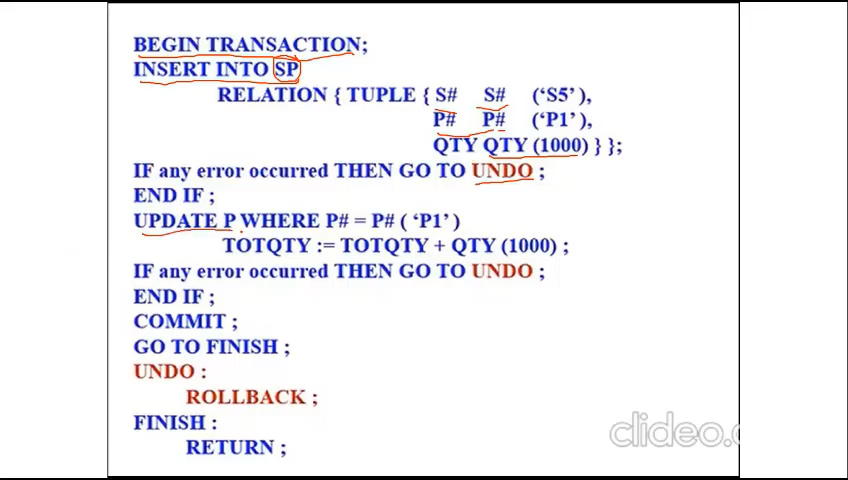 BEGIN TRANSACTION;
INSERT INTO SP
RELATION { TUPLE { S# S# ('S5'),
P# P# ('P1'),
QTY QTY (1000) } };
IF any error occurred THEN GO TO UNDO ;
END IF ;
UPDATE P WHERE P# = P# ( 'P1')
TOTQTY := TOTQTY + QTY (1000) ;
IF any error occurred THEN GO TO UNDO ;
END IF ;
COMMIT ;
GO TO FINISH ;
UNDO :
ROLLBACK ;
FINISH :
RETURN ;
clideo.c